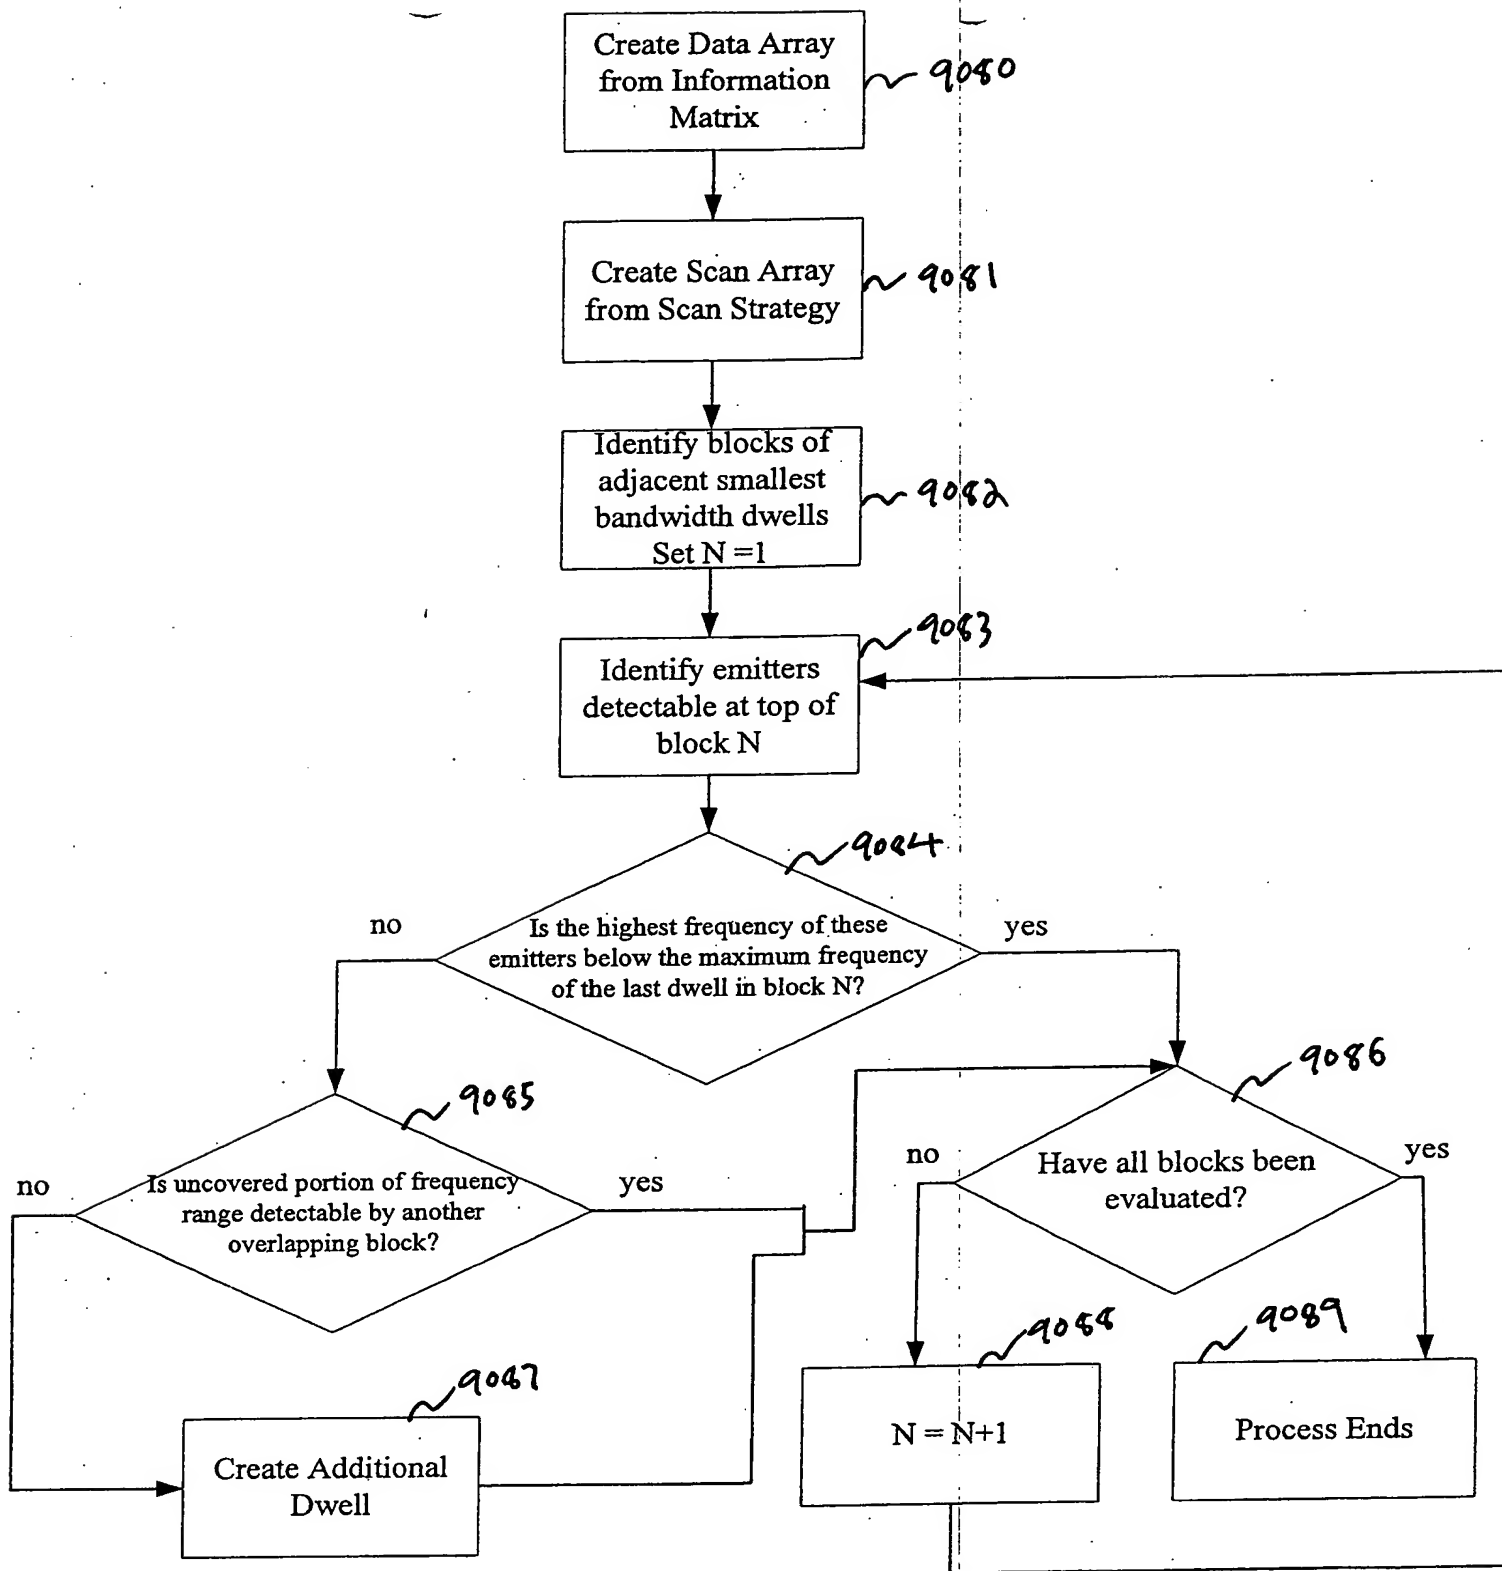 Create Data Array
from Information
Matrix
9080
Create Scan Array
from Scan Strategy
9081
Identify blocks of
adjacent smallest
bandwidth dwells
Set N =1
9082
9083
Identify emitters
detectable at top of
block N
9084
no
yes
Is the highest frequency of these
emitters below the maximum frequency
of the last dwell in block N?
9085
9086
no
Is uncovered portion of frequency
range detectable by another
overlapping block?
yes
no
Have all blocks been
evaluated?
yes
9087
9088
9089
Create Additional
Dwell
N = N+1
Process Ends